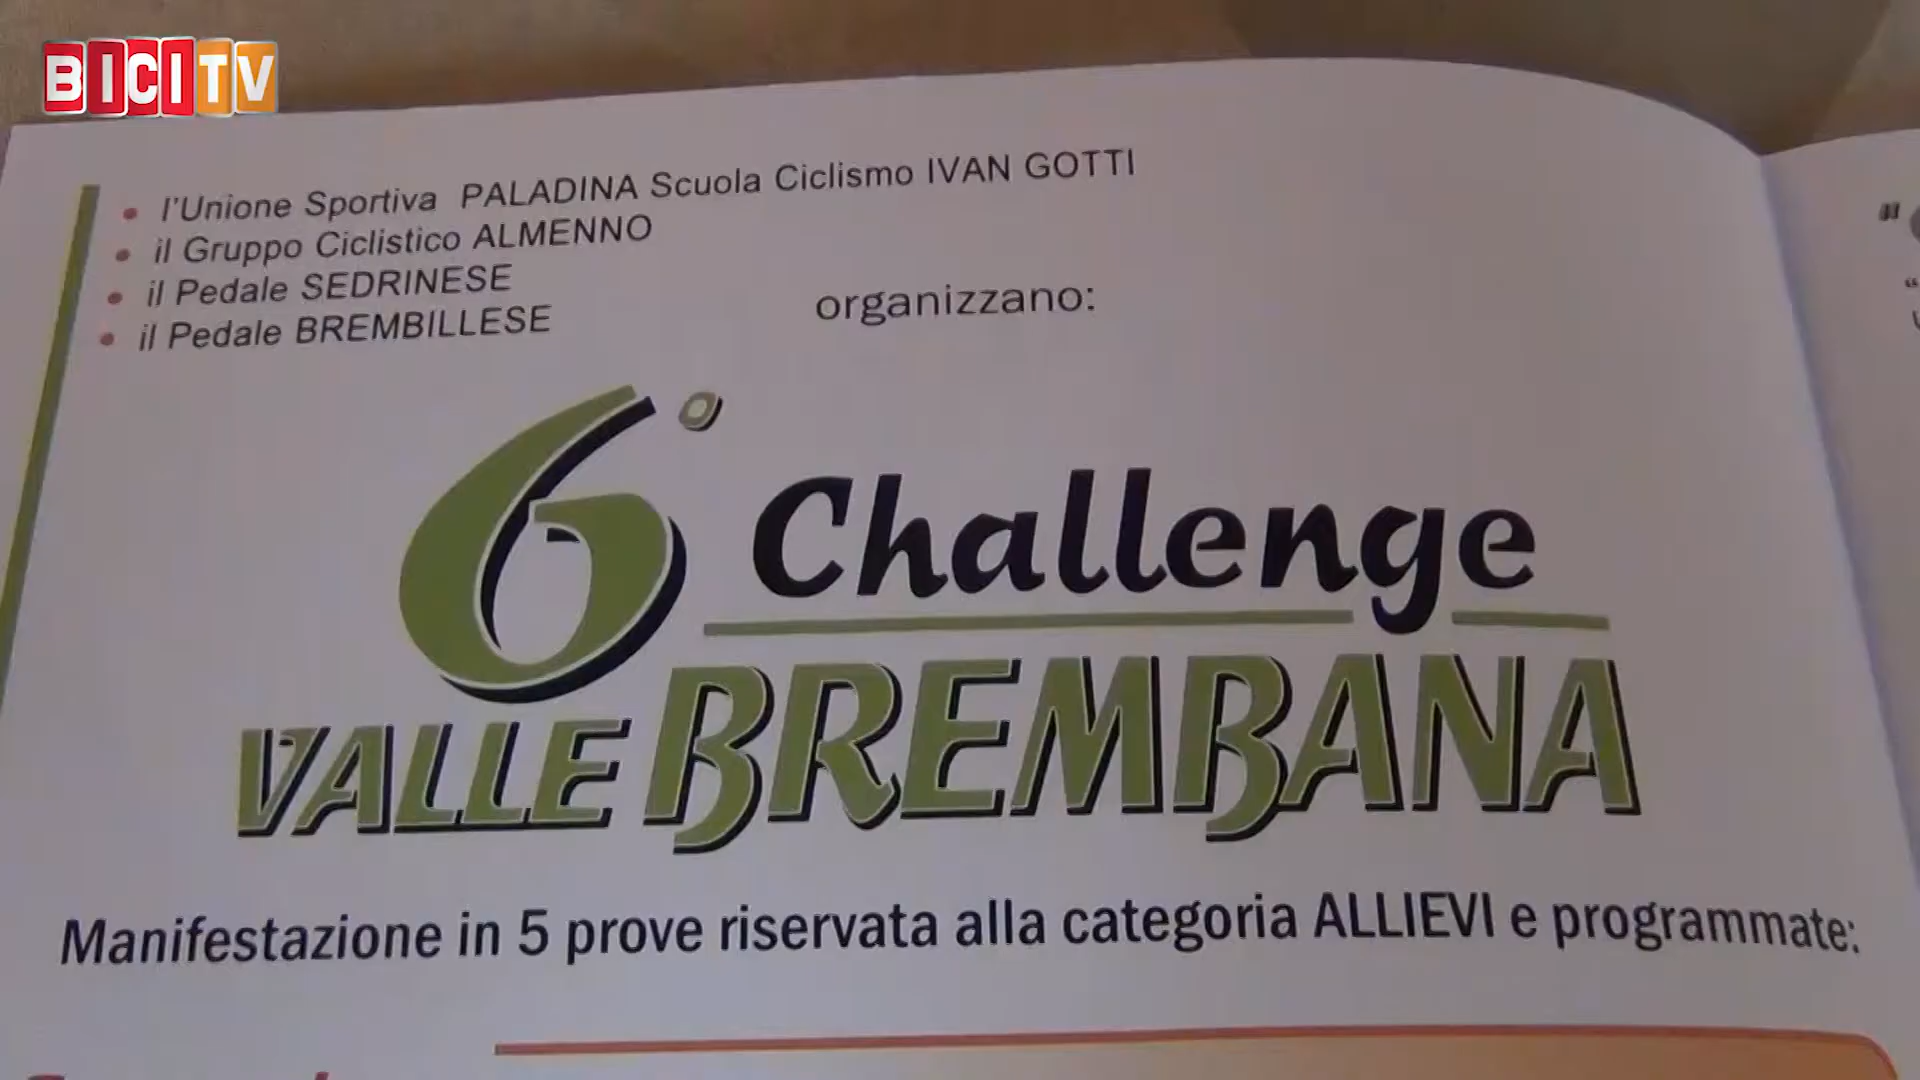 BICITV
• l'Unione Sportiva PALADINA Scuola Ciclismo IVAN GOTTI
• il Gruppo Ciclistico ALMENNO
• il Pedale SEDRINESE
• il Pedale BREMBILLESE
organizzano:
6° Challenge
VALLE BREMBANA
Manifestazione in 5 prove riservata alla categoria ALLIEVI e programmate: